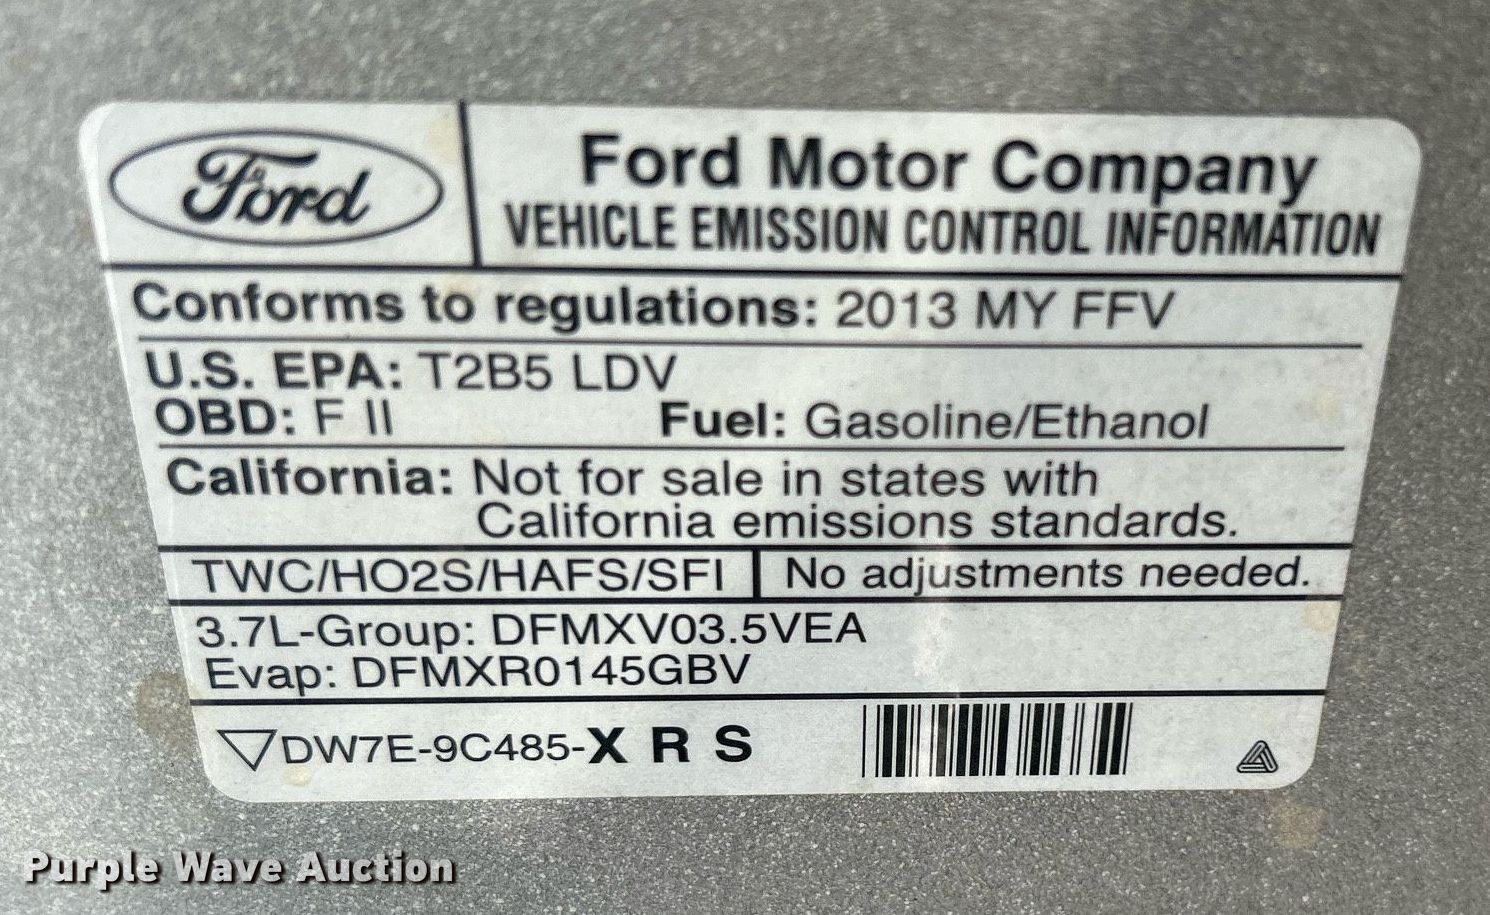 Ford
Ford Motor Company
VEHICLE EMISSION CONTROL INFORMATION
Conforms to regulations: 2013 MY FFV
U.S. EPA: T2B5 LDV
OBD: F II Fuel: Gasoline/Ethanol
California: Not for sale in states with
California emissions standards.
TWC/HO2S/HAFS/SFI No adjustments needed.
3.7L-Group: DFMXV03.5VEA
Evap: DFMXR0145GBV
DW7E-9C485-X R S
Purple Wave Auction